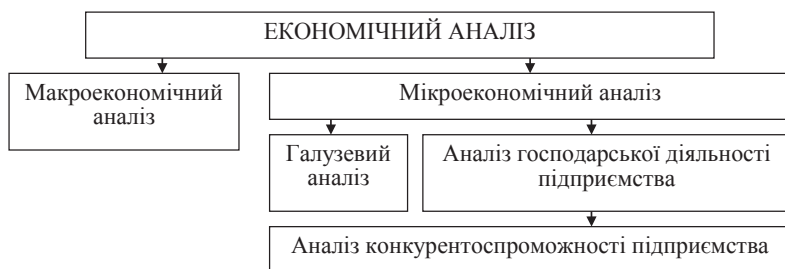 ЕКОНОМІЧНИЙ АНАЛІЗ
Макроекономічний
аналіз
Мікроекономічний аналіз
Галузевий
аналіз
Аналіз господарської діяльності
підприємства
Аналіз конкурентоспроможності підприємства